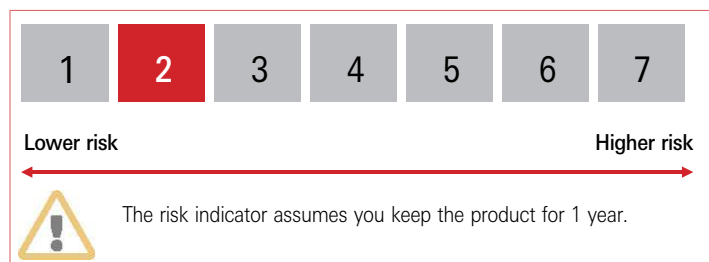 1 2 3 4 5 6 7
Lower risk Higher risk
The risk indicator assumes you keep the product for 1 year.